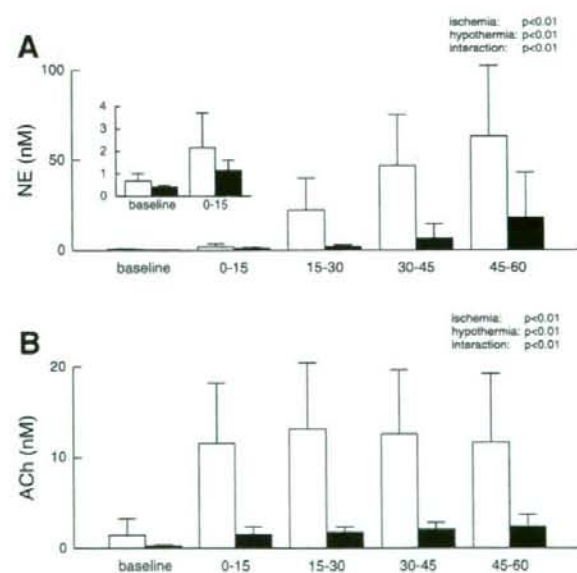 ischemia: p<0.01
hypothermia: p<0.01
interaction: p<0.01
A
100
50
0
NE (nM)
4
3
2
1
0
baseline 0-15
baseline 0-15 15-30 30-45 45-60
ischemia: p<0.01
hypothermia: p<0.01
interaction: p<0.01
B
20
10
0
ACh (nM)
baseline 0-15 15-30 30-45 45-60